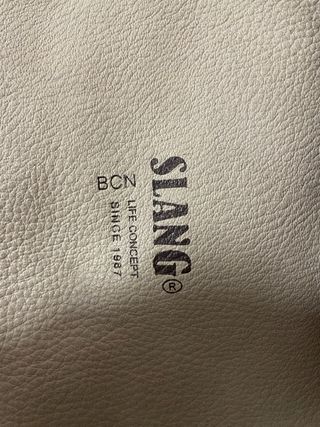 SLANG®
BCN
LIFE CONCEPT
SINCE 1987